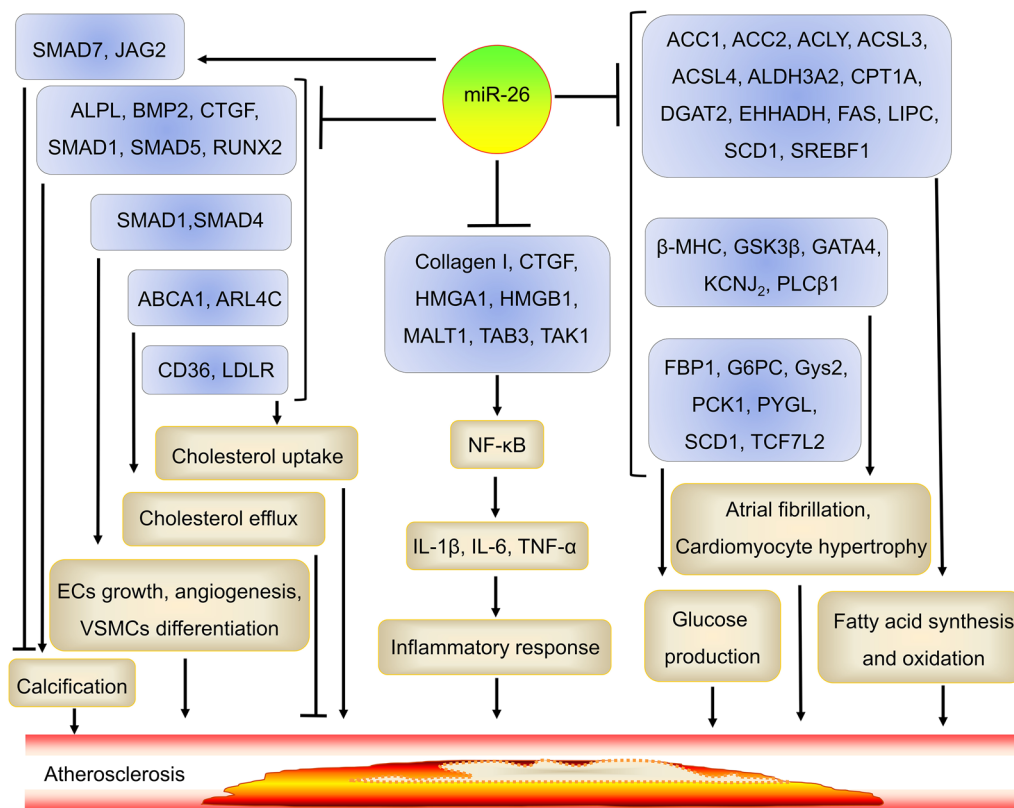 SMAD7, JAG2
ALPL, BMP2, CTGF,
SMAD1, SMAD5, RUNX2
SMAD1,SMAD4
ABCA1, ARL4C
CD36, LDLR
Cholesterol uptake
Cholesterol efflux
ECs growth, angiogenesis,
VSMCs differentiation
Calcification
miR-26
Collagen I, CTGF,
HMGA1, HMGB1,
MALT1, TAB3, TAK1
NF-κB
IL-1β, IL-6, TNF-α
Inflammatory response
ACC1, ACC2, ACLY, ACSL3,
ACSL4, ALDH3A2, CPT1A,
DGAT2, EHHADH, FAS, LIPC,
SCD1, SREBF1
β-MHC, GSK3β, GATA4,
KCNJ₂, PLCβ1
FBP1, G6PC, Gys2,
PCK1, PYGL,
SCD1, TCF7L2
Atrial fibrillation,
Cardiomyocyte hypertrophy
Glucose
production
Fatty acid synthesis
and oxidation
Atherosclerosis